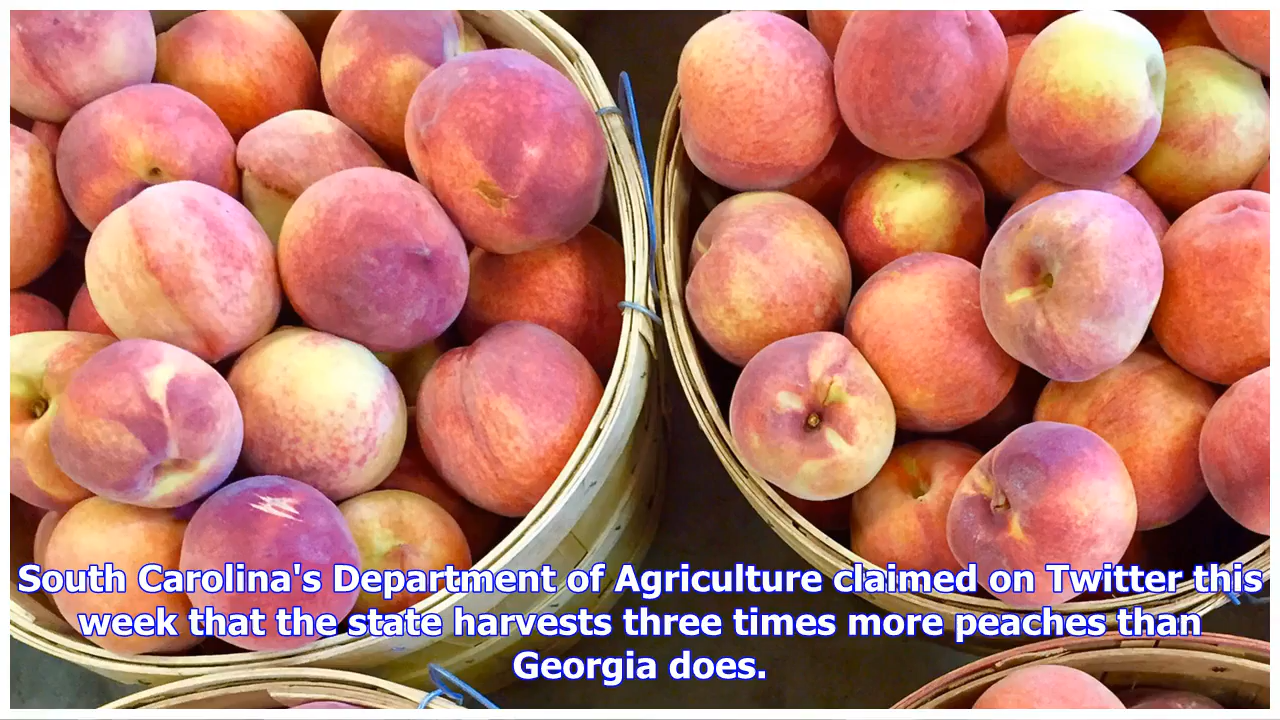 South Carolina's Department of Agriculture claimed on Twitter this
week that the state harvests three times more peaches than
Georgia does.